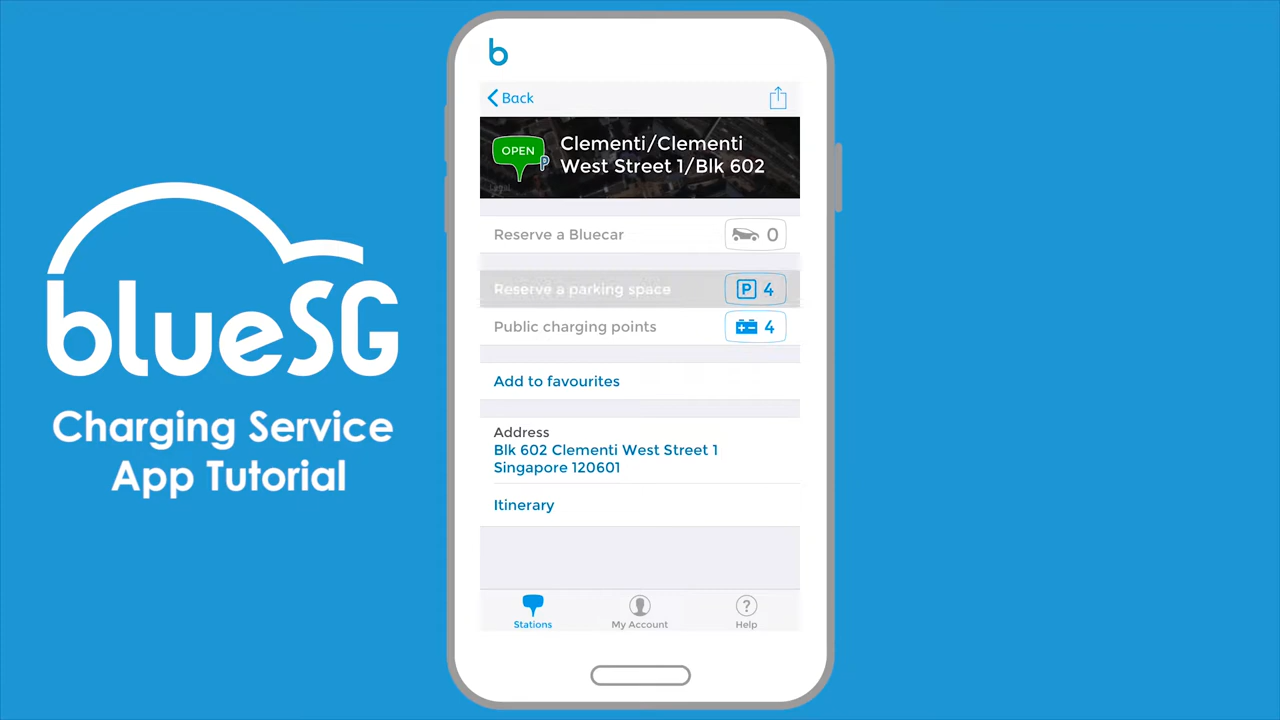 b
Back
OPEN
P
Clementi/Clementi
West Street 1/Blk 602
Legal
Reserve a Bluecar
0
Reserve a parking space
P 4
Public charging points
4
Add to favourites
Address
Blk 602 Clementi West Street 1
Singapore 120601
Itinerary
Stations
My Account
?
Help
blueSG
Charging Service
App Tutorial